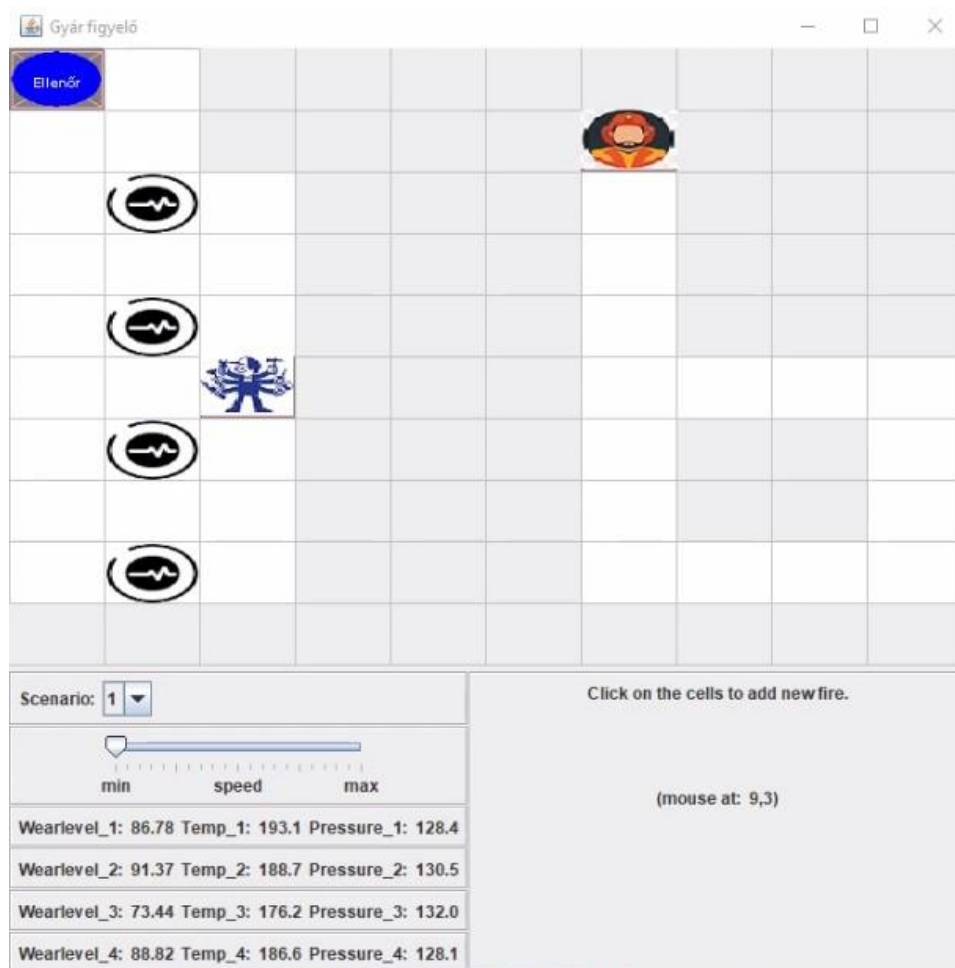 Gyár figyelő
Ellenőr
Scenario: 1
min speed max
Wearlevel_1: 86.78 Temp_1: 193.1 Pressure_1: 128.4
Wearlevel_2: 91.37 Temp_2: 188.7 Pressure_2: 130.5
Wearlevel_3: 73.44 Temp_3: 176.2 Pressure_3: 132.0
Wearlevel_4: 88.82 Temp_4: 186.6 Pressure_4: 128.1
Click on the cells to add new fire.
(mouse at: 9,3)